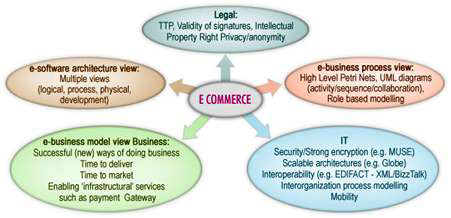 Legal:
TTP, Validity of signatures, Intellectual
Property Right Privacy/anonymity
e-software architecture view:
Multiple views
(logical, process, physical,
development)
e-business process view:
High Level Petri Nets, UML diagrams
(activity/sequence/collaboration),
Role based modelling
E COMMERCE
e-business model view Business:
Successful (new) ways of doing business
Time to deliver
Time to market
Enabling 'infrastructural' services
such as payment Gateway
IT
Security/Strong encryption (e.g. MUSE)
Scalable architectures (e.g. Globe)
Interoperability (e.g. EDIFACT - XML/BizzTalk)
Interorganization process modelling
Mobility